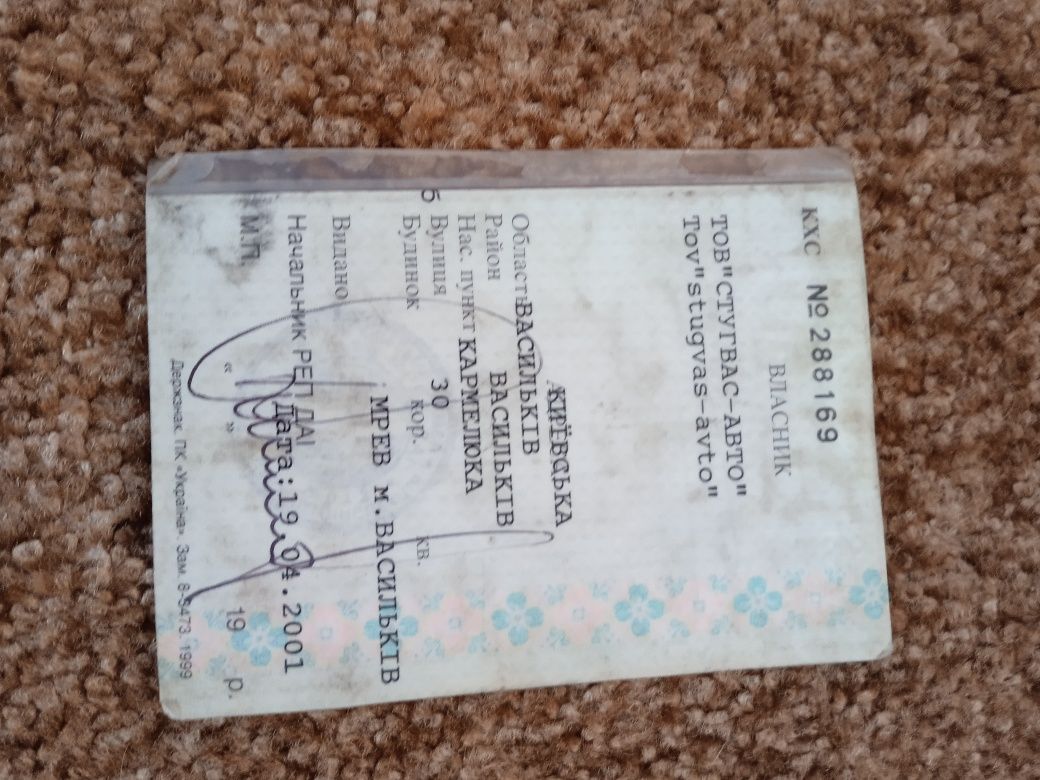 КХС № 288169
ВЛАСНИК
ТОВ"СТУГВАС-АВТО"
Tov"stugvas-avto"
КИЇВСЬКА
Область ВАСИЛЬКІВ
Район ВАСИЛЬКІВ
Нас. пункт КАРМЕЛЮКА
Б Вулиця 30
Будинок кор. кв.
МРЕВ м.ВАСИЛЬКІВ
Видано
Начальник РЕП ДАІ Дата:19.04.2001
М.П. « » 19 р.
Держзнак. ПК «Україна». Зам. 8-5473 1999